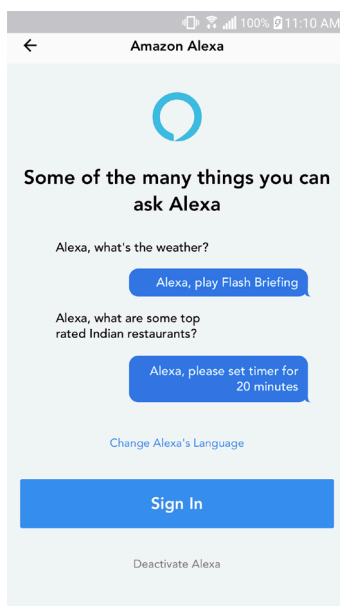 100% 11:10 AM
Amazon Alexa
Some of the many things you can
ask Alexa
Alexa, what's the weather?
Alexa, play Flash Briefing
Alexa, what are some top
rated Indian restaurants?
Alexa, please set timer for
20 minutes
Change Alexa's Language
Sign In
Deactivate Alexa